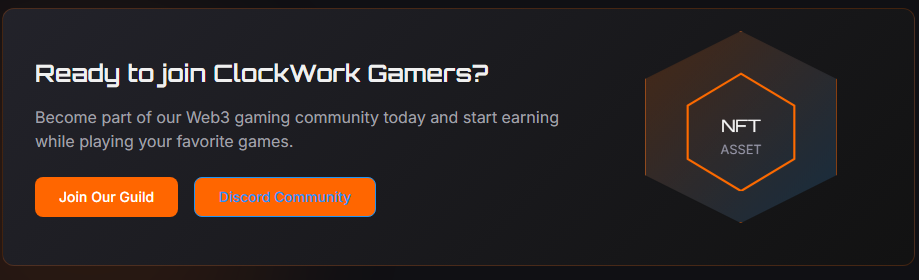 Ready to join ClockWork Gamers?
Become part of our Web3 gaming community today and start earning
while playing your favorite games.
Join Our Guild
Discord Community
NFT
ASSET